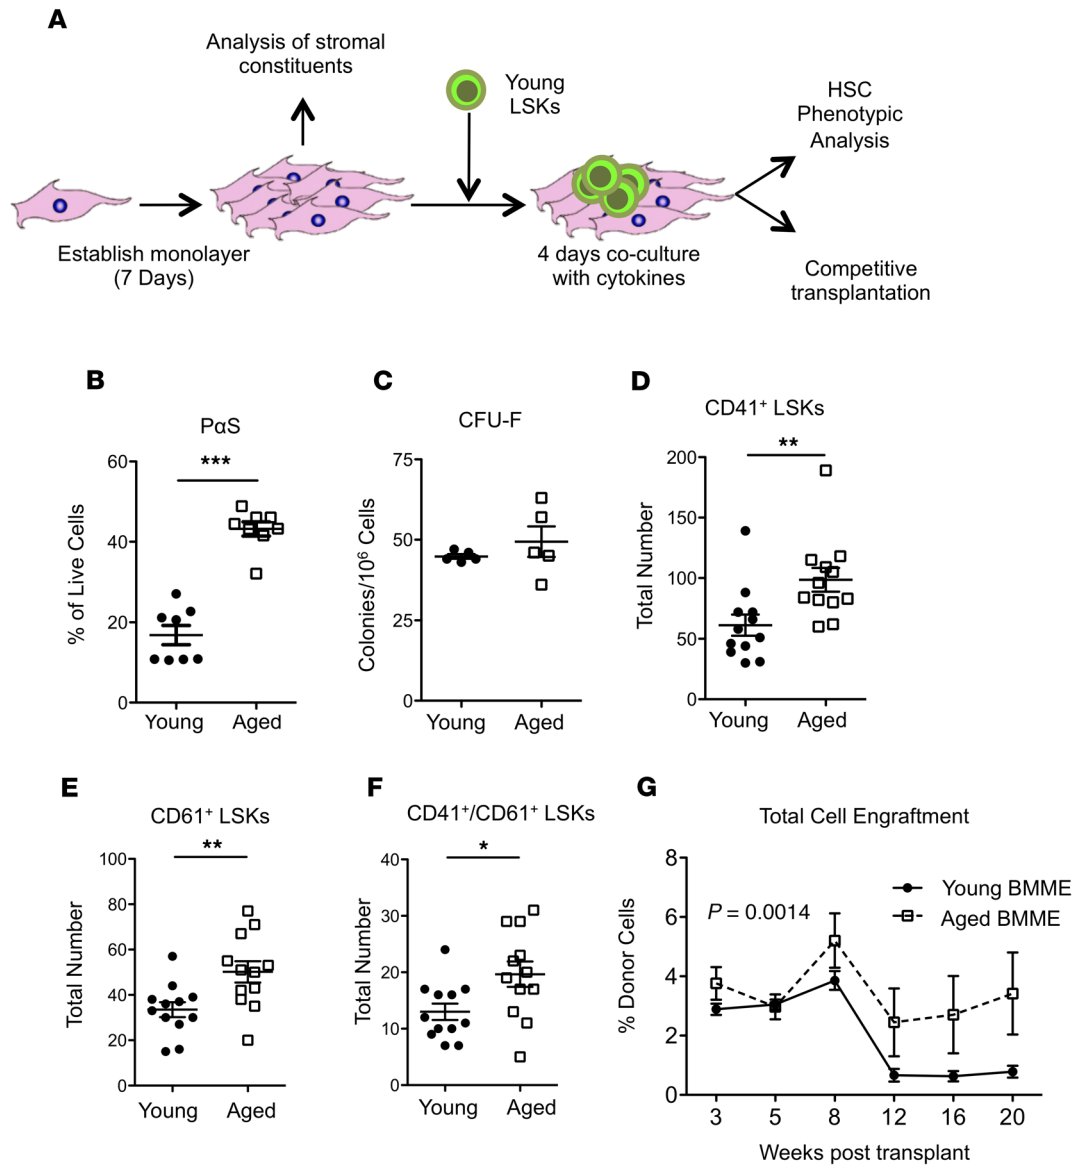 A
Analysis of stromal
constituents
Young
LSKs
HSC
Phenotypic
Analysis
Establish monolayer
(7 Days)
4 days co-culture
with cytokines
Competitive
transplantation
B
PαS
***
% of Live Cells
60
40
20
0
Young
Aged
C
CFU-F
Colonies/10⁶ Cells
75
50
25
0
Young
Aged
D
CD41⁺ LSKs
**
Total Number
200
150
100
50
0
Young
Aged
E
CD61⁺ LSKs
**
Total Number
100
80
60
40
20
0
Young
Aged
F
CD41⁺/CD61⁺ LSKs
*
Total Number
40
30
20
10
0
Young
Aged
G
Total Cell Engraftment
% Donor Cells
8
6
4
2
0
P = 0.0014
Young BMME
Aged BMME
3 5 8 12 16 20
Weeks post transplant